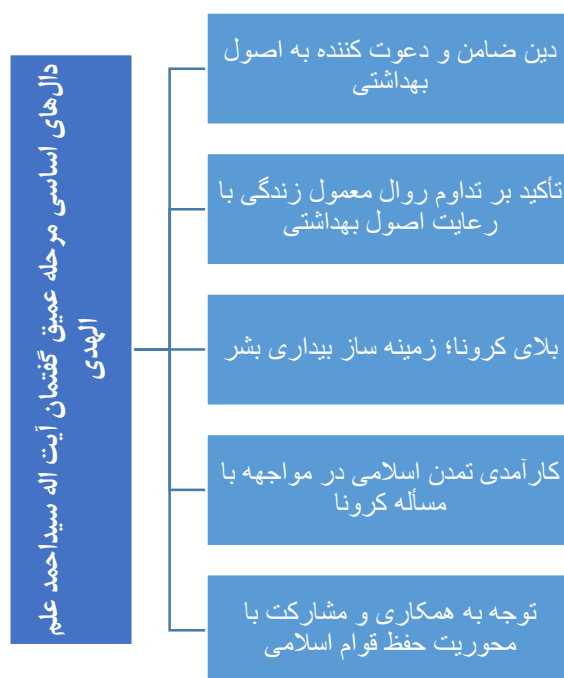 دال‌های اساسی مرحله عمیق گفتمان آیت اله سیداحمد علم
الهدی
دین ضامن و دعوت کننده به اصول
بهداشتی
تأکید بر تداوم روال معمول زندگی با
رعایت اصول بهداشتی
بلای کرونا؛ زمینه ساز بیداری بشر
کارآمدی تمدن اسلامی در مواجهه با
مسأله کرونا
توجه به همکاری و مشارکت با
محوریت حفظ قوام اسلامی